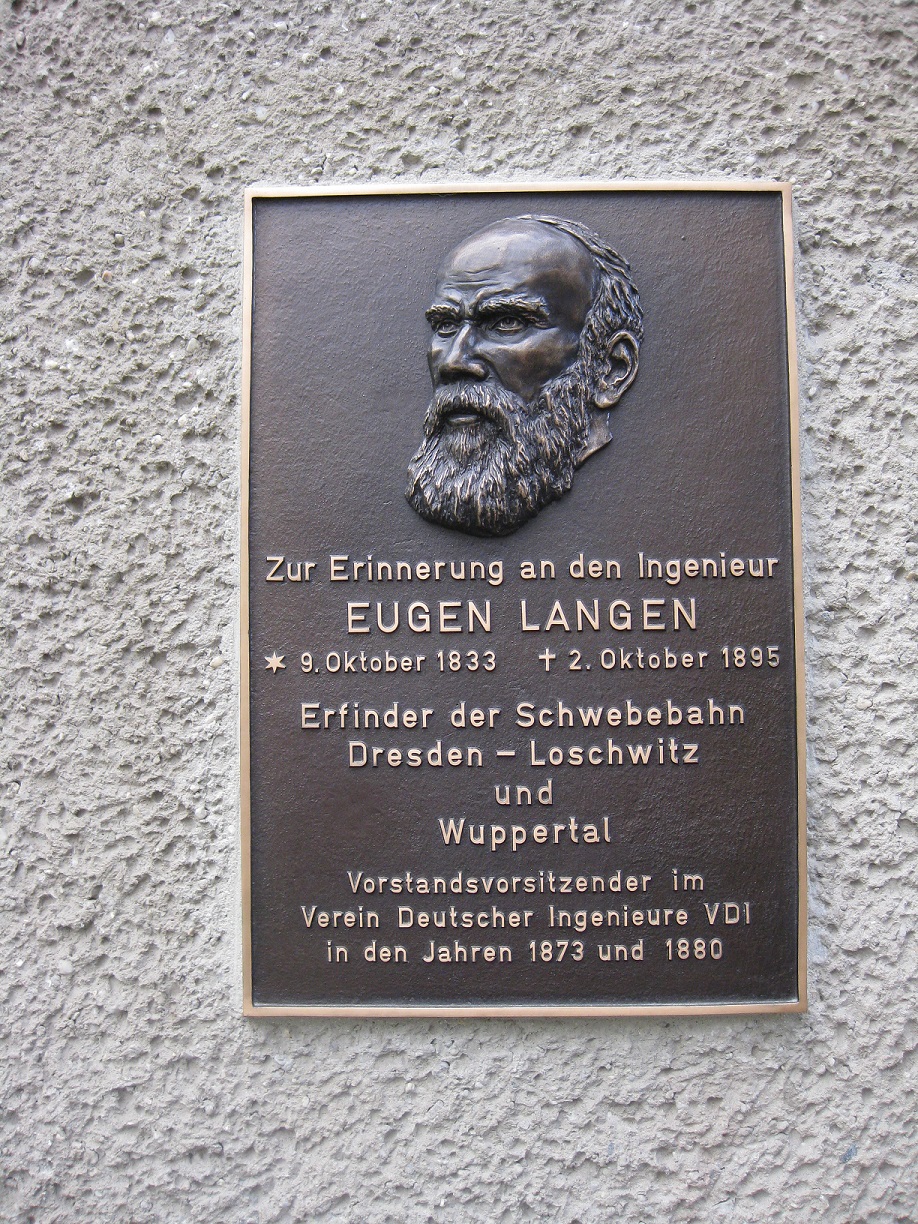 Zur Erinnerung an den Ingenieur
EUGEN LANGEN
* 9. Oktober 1833 † 2. Oktober 1895
Erfinder der Schwebebahn
Dresden – Loschwitz
und
Wuppertal
Vorstandsvorsitzender im
Verein Deutscher Ingenieure VDI
in den Jahren 1873 und 1880